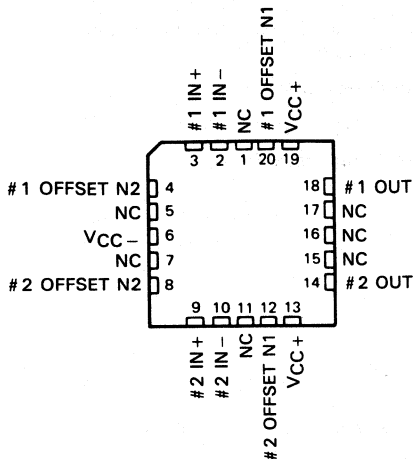 #1 IN+
#1 IN-
NC
#1 OFFSET N1
VCC+
3 2 1 20 19
#1 OFFSET N2 4
NC 5
VCC- 6
NC 7
#2 OFFSET N2 8
18 #1 OUT
17 NC
16 NC
15 NC
14 #2 OUT
9 10 11 12 13
#2 IN+
#2 IN-
NC
#2 OFFSET N1
VCC+